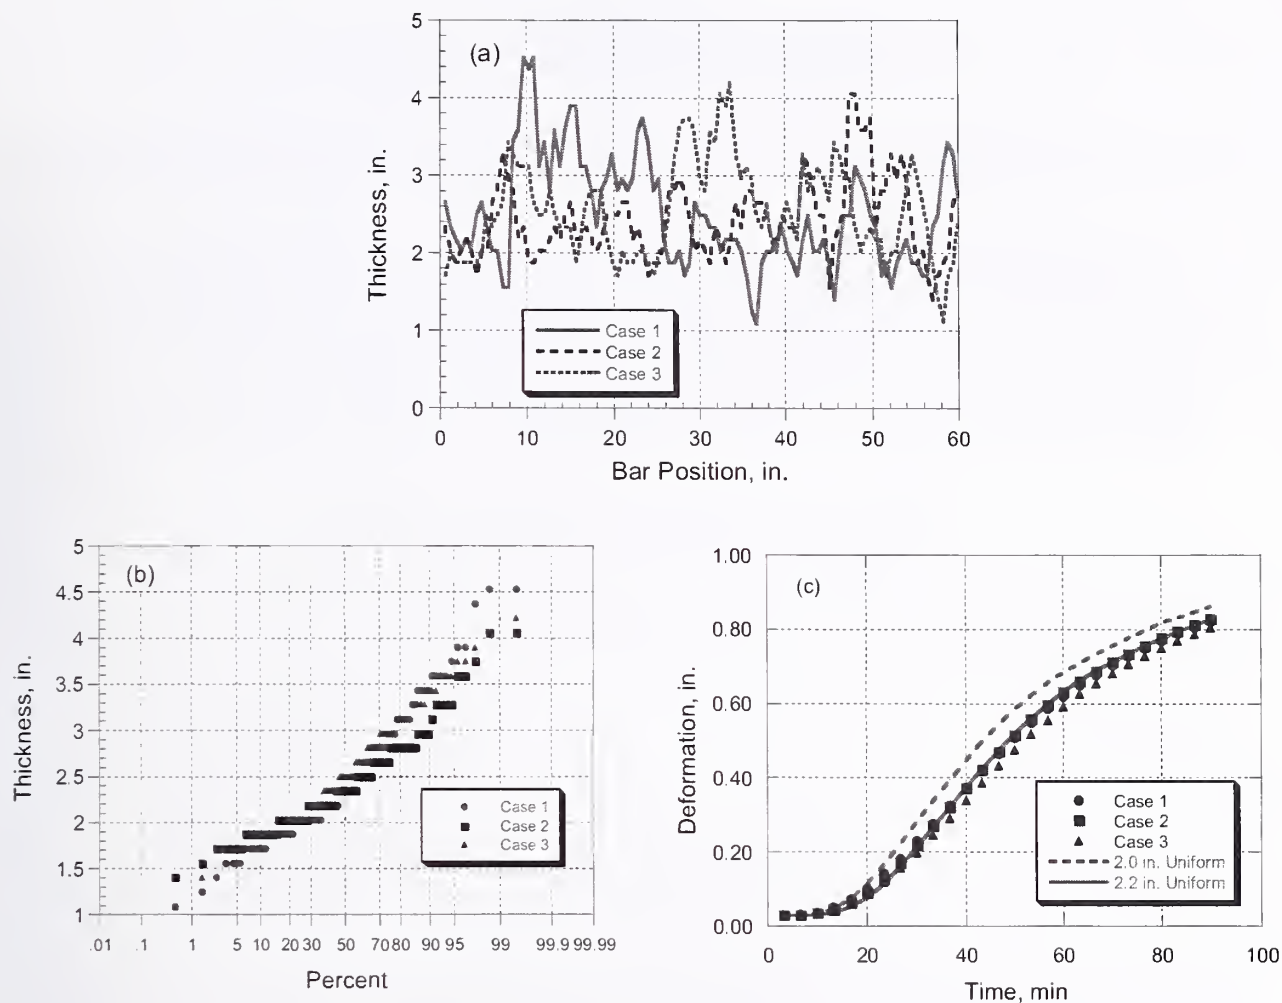 (a)
5
4
3
2
1
0
Thickness, in.
Case 1
Case 2
Case 3
0 10 20 30 40 50 60
Bar Position, in.
(b)
5
4.5
4
3.5
3
2.5
2
1.5
1
Thickness, in.
Case 1
Case 2
Case 3
.01 .1 1 5 10 20 30 50 70 80 90 95 99 99.9 99.99
Percent
(c)
1.00
0.80
0.60
0.40
0.20
0.00
Deformation, in.
Case 1
Case 2
Case 3
2.0 in. Uniform
2.2 in. Uniform
0 20 40 60 80 100
Time, min